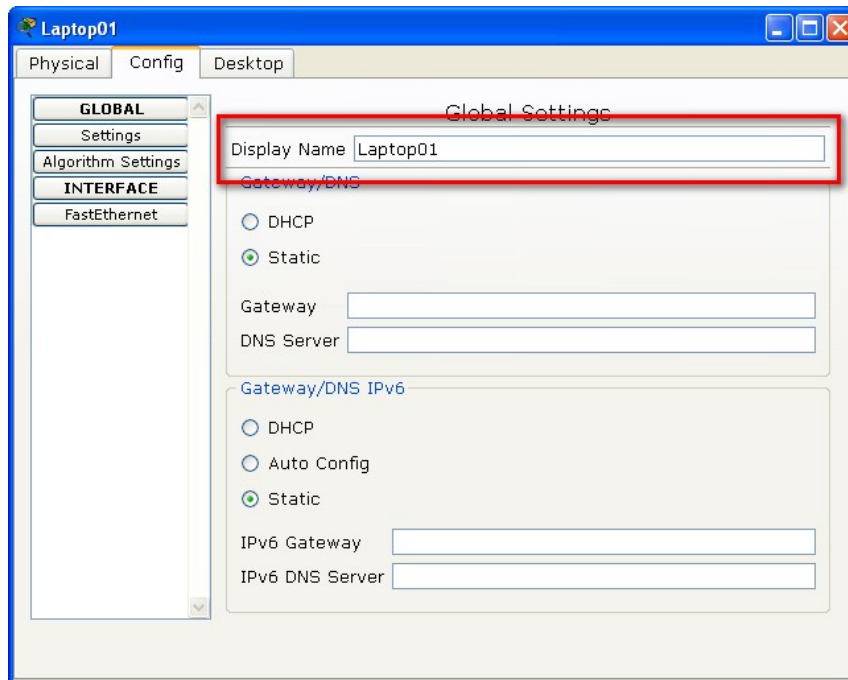 Laptop01
Physical Config Desktop
GLOBAL
Settings
Algorithm Settings
INTERFACE
FastEthernet
Global Settings
Display Name Laptop01
Gateway/DNS
DHCP
Static
Gateway
DNS Server
Gateway/DNS IPv6
DHCP
Auto Config
Static
IPv6 Gateway
IPv6 DNS Server